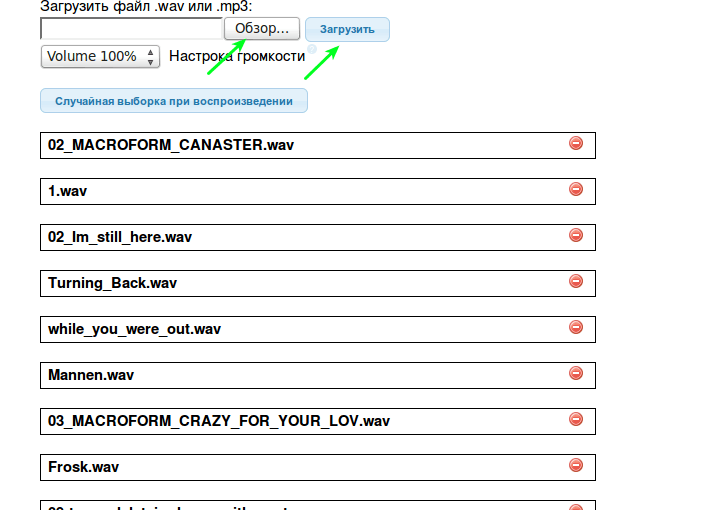 Загрузить файл .wav или .mp3:
Обзор... Загрузить
Volume 100% Настрока громкости
Случайная выборка при воспроизведении
02_MACROFORM_CANASTER.wav
1.wav
02_Im_still_here.wav
Turning_Back.wav
while_you_were_out.wav
Mannen.wav
03_MACROFORM_CRAZY_FOR_YOUR_LOV.wav
Frosk.wav